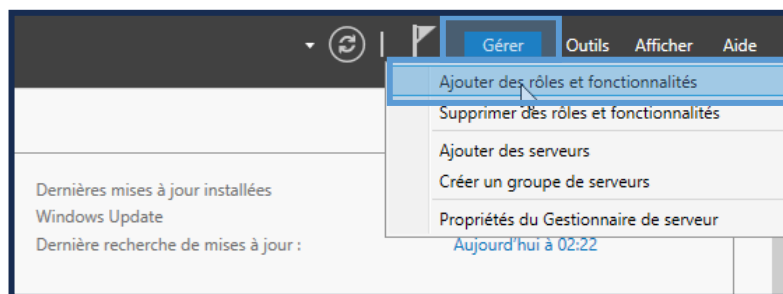 Gérer Outils Afficher Aide
Ajouter des rôles et fonctionnalités
Supprimer des rôles et fonctionnalités
Ajouter des serveurs
Créer un groupe de serveurs
Propriétés du Gestionnaire de serveur
Dernières mises à jour installées
Windows Update
Dernière recherche de mises à jour : Aujourd'hui à 02:22